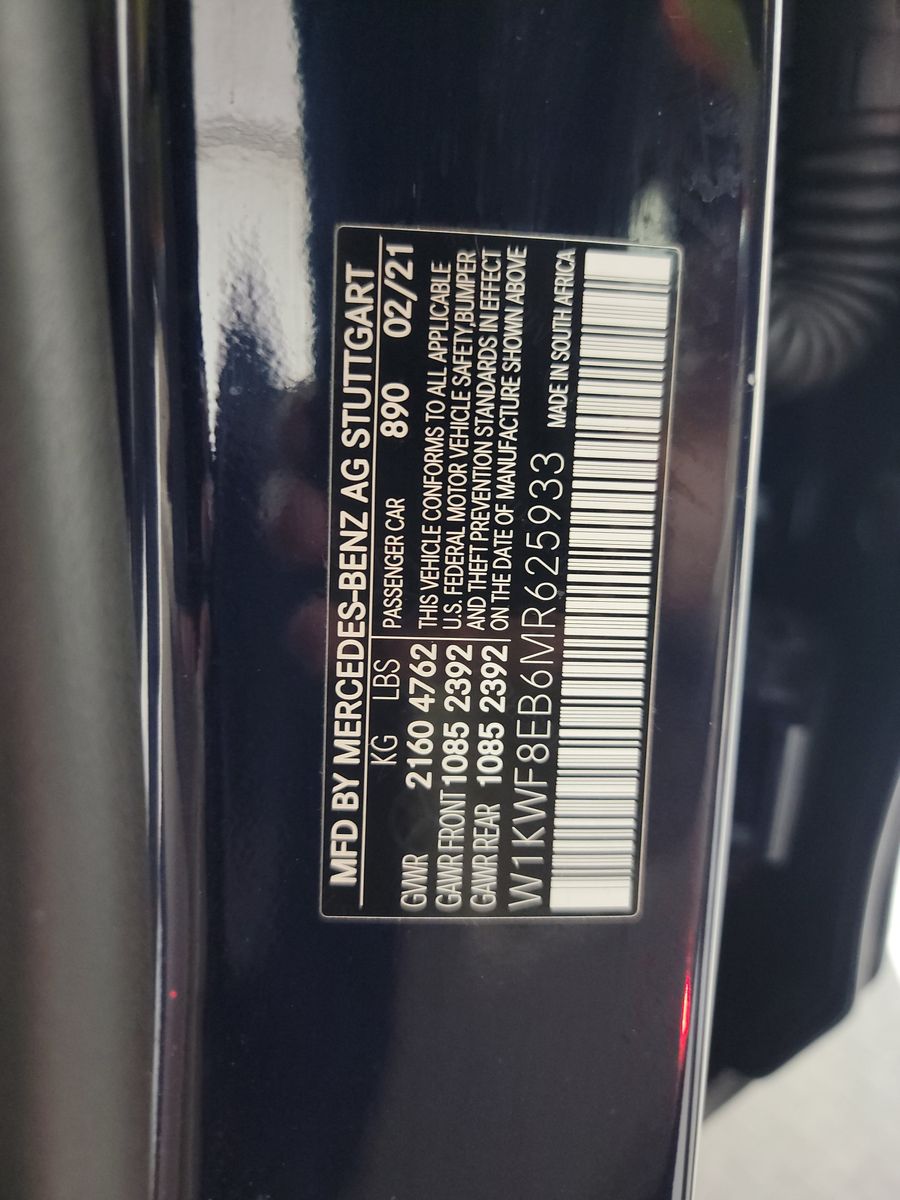 MFD BY MERCEDES-BENZ AG STUTTGART
KG LBS PASSENGER CAR 890 02/21
GVWR 2160 4762 THIS VEHICLE CONFORMS TO ALL APPLICABLE
GAWR FRONT 1085 2392 U.S. FEDERAL MOTOR VEHICLE SAFETY,BUMPER
GAWR REAR 1085 2392 AND THEFT PREVENTION STANDARDS IN EFFECT
ON THE DATE OF MANUFACTURE SHOWN ABOVE
W1KWF8EB6MR625933 MADE IN SOUTH AFRICA